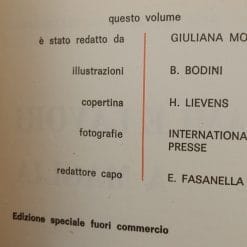 questo volume
è stato redatto da GIULIANA
illustrazioni B. BODINI
copertina H. LIEVENS
fotografie INTERNATIONA
PRESSE
redattore capo E. FASANELLA
Edizione speciale fuori commercio